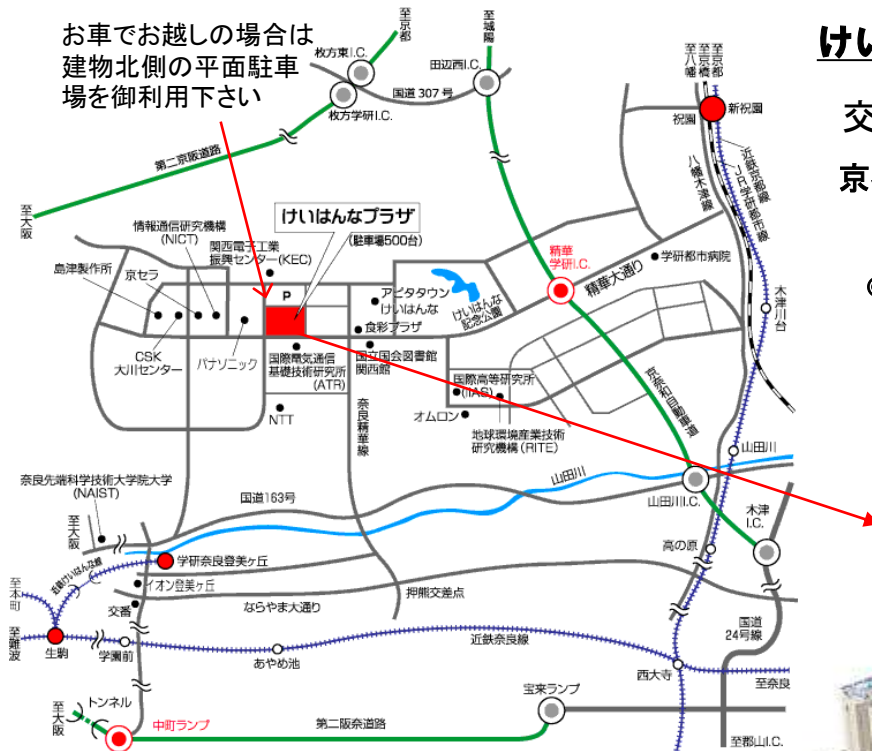 お車でお越しの場合は
建物北側の平面駐車
場を御利用下さい
至京都
枚方東I.C.
枚方学研I.C.
国道 307 号
田辺西I.C.
至城陽
至八幡
至京橋
至京都
けい
交
京
祝園
新祝園
近鉄京都線
JR学研都市線
八幡木津線
第二京阪道路
至大阪
情報通信研究機構
(NICT)
関西電子工業
振興センター(KEC)
けいはんなプラザ
(駐車場500台)
島津製作所
京セラ
P
アピタタウン
けいはんな
けいはんな
記念公園
精華
学研I.C.
精華大通り
学研都市病院
木津川台
CSK
大川センター
パナソニック
国際電気通信
基礎技術研究所
(ATR)
食彩プラザ
国立国会図書館
関西館
国際高等研究所
(IIAS)
オムロン
地球環境産業技術
研究機構(RITE)
京奈和自動車道
NTT
奈良精華線
山田川
山田川
山田川I.C.
木津
I.C.
奈良先端科学技術大学院大学
(NAIST)
至大阪
国道163号
高の原
学研奈良登美ヶ丘
近鉄けいはんな線
イオン登美ヶ丘
交番
ならやま大通り
押熊交差点
国道
24号線
至本町
至難波
生駒
学園前
あやめ池
近鉄奈良線
西大寺
至奈良
トンネル
至大阪
中町ランプ
第二阪奈道路
宝来ランプ
至郡山I.C.